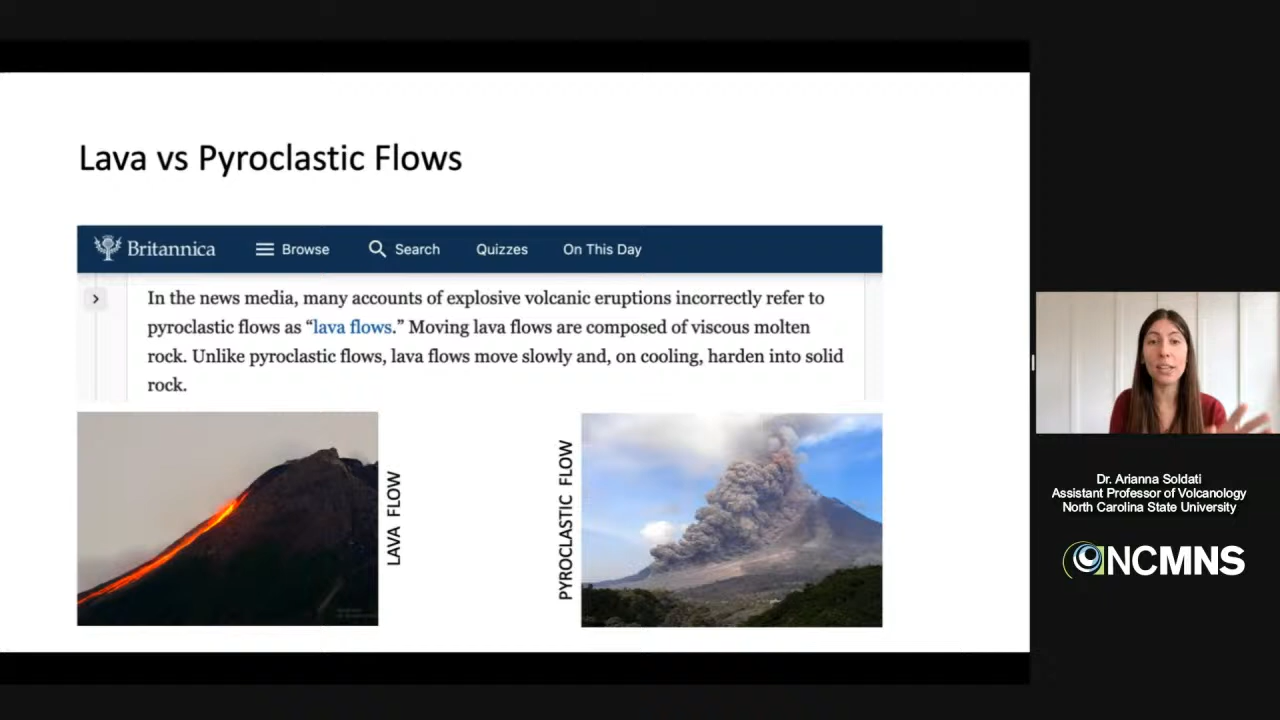 Lava vs Pyroclastic Flows
Britannica
Browse
Search
Quizzes
On This Day
In the news media, many accounts of explosive volcanic eruptions incorrectly refer to
pyroclastic flows as “lava flows.” Moving lava flows are composed of viscous molten
rock. Unlike pyroclastic flows, lava flows move slowly and, on cooling, harden into solid
rock.
LAVA FLOW
PYROCLASTIC FLOW
Dr. Arianna Soldati
Assistant Professor of Volcanology
North Carolina State University
NCMNS